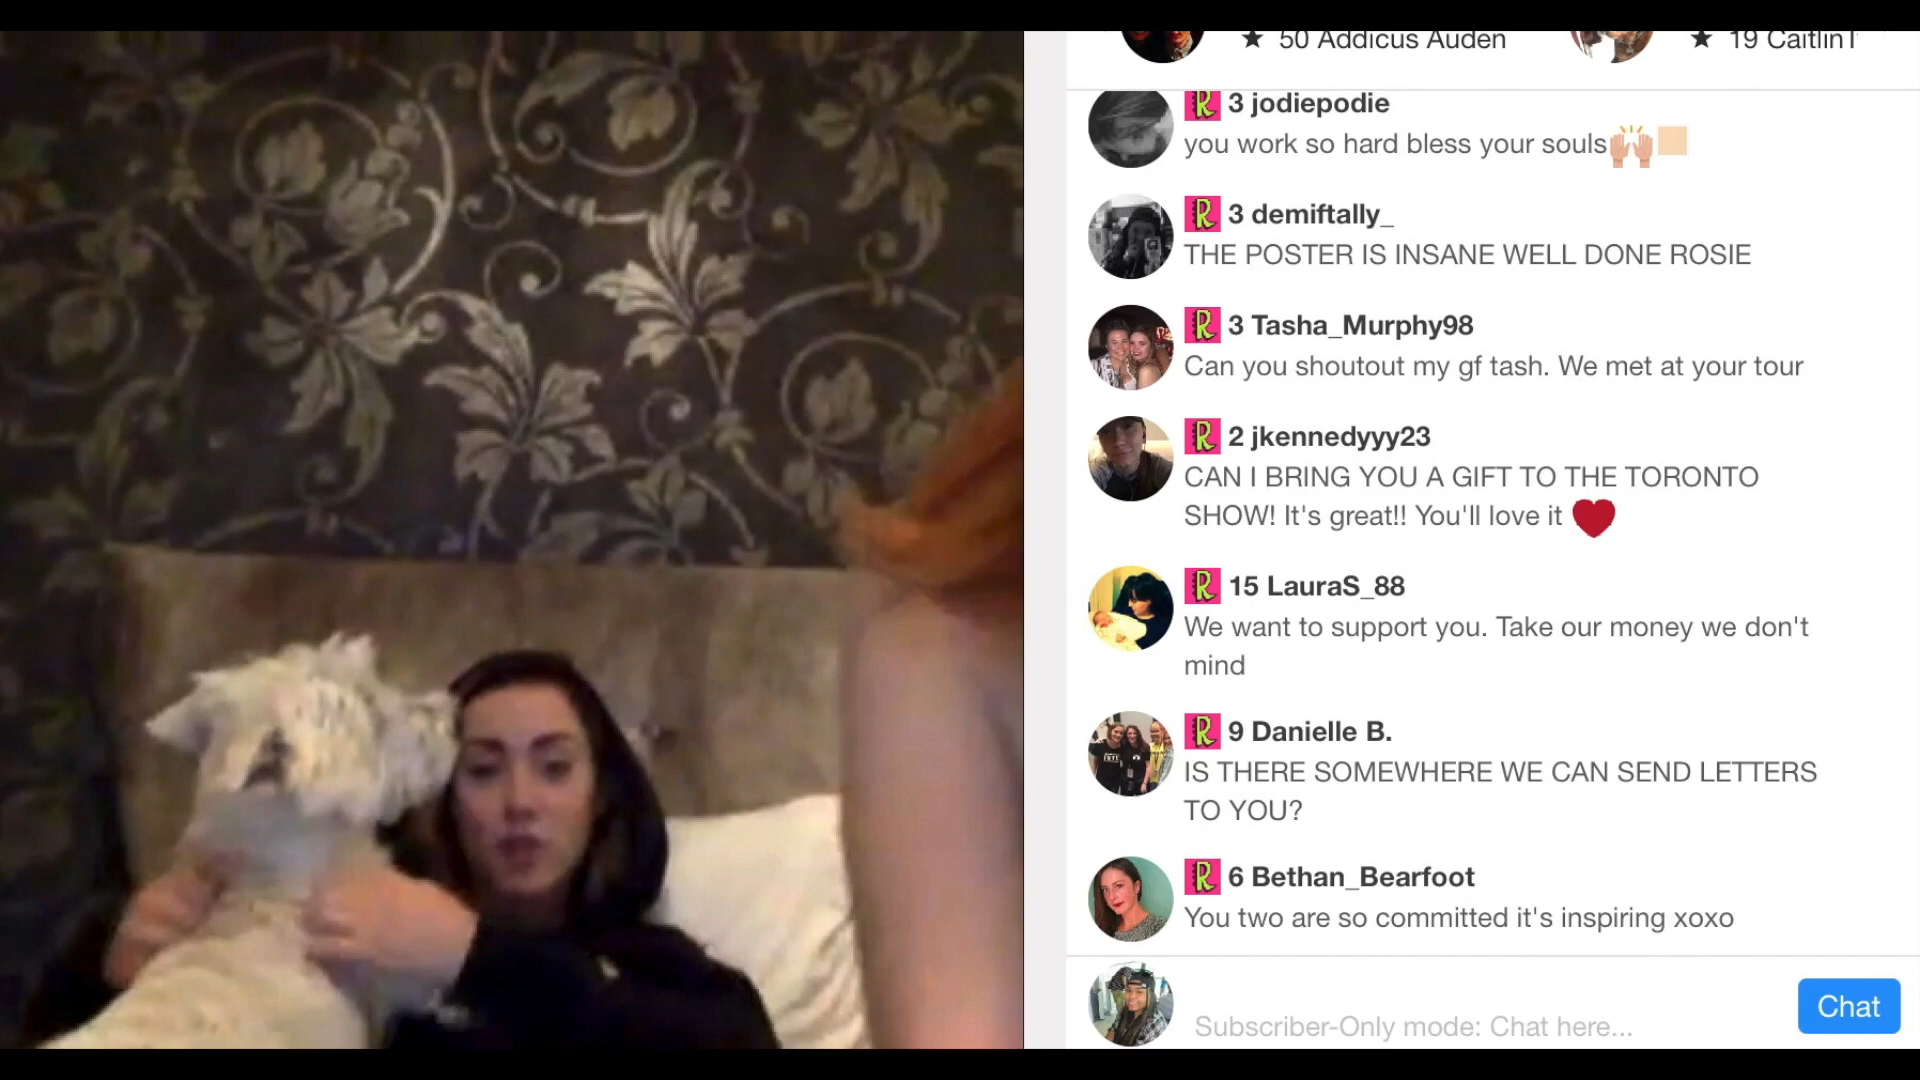 ★ 50 Addicus Auden ★ 19 Caitlin
R 3 jodiepodie
you work so hard bless your souls🙌🏼
R 3 demiftally_
THE POSTER IS INSANE WELL DONE ROSIE
R 3 Tasha_Murphy98
Can you shoutout my gf tash. We met at your tour
R 2 jkennedyyy23
CAN I BRING YOU A GIFT TO THE TORONTO
SHOW! It's great!! You'll love it ❤
R 15 LauraS_88
We want to support you. Take our money we don't
mind
R 9 Danielle B.
IS THERE SOMEWHERE WE CAN SEND LETTERS
TO YOU?
R 6 Bethan_Bearfoot
You two are so committed it's inspiring xoxo
Subscriber-Only mode: Chat here...
Chat